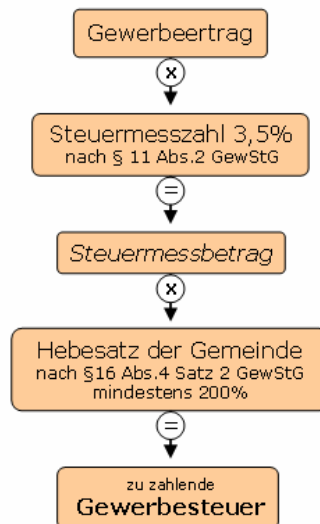 Gewerbeertrag
x
Steuermesszahl 3,5%
nach § 11 Abs.2 GewStG
=
Steuermessbetrag
x
Hebesatz der Gemeinde
nach §16 Abs.4 Satz 2 GewStG
mindestens 200%
=
zu zahlende
Gewerbesteuer